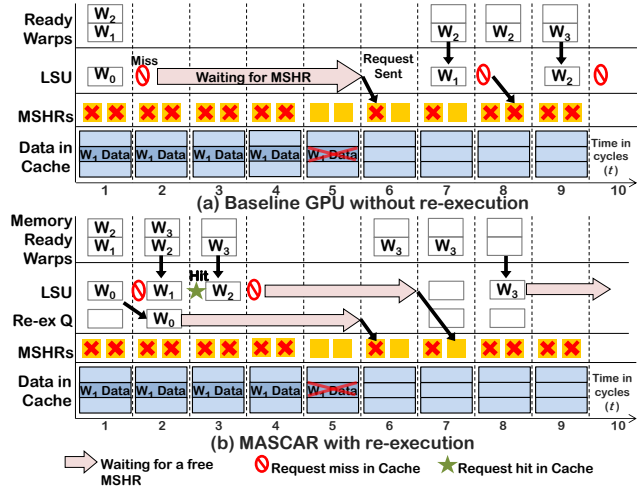 Ready Warps
W2 W1
W2
W2
W3
LSU
W0
Miss
Waiting for MSHR
Request Sent
W1
W2
MSHRs
Data in Cache
W1 Data W1 Data W1 Data W1 Data W1 Data
Time in cycles (t)
1 2 3 4 5 6 7 8 9 10
(a) Baseline GPU without re-execution
Memory Ready Warps
W2 W1
W3 W2
W3
W3
W3
LSU
W0
W1
Hit
W2
W3
Re-ex Q
W0
MSHRs
Data in Cache
W1 Data W1 Data W1 Data W1 Data W1 Data
Time in cycles (t)
1 2 3 4 5 6 7 8 9 10
(b) MASCAR with re-execution
Waiting for a free MSHR
Request miss in Cache
Request hit in Cache